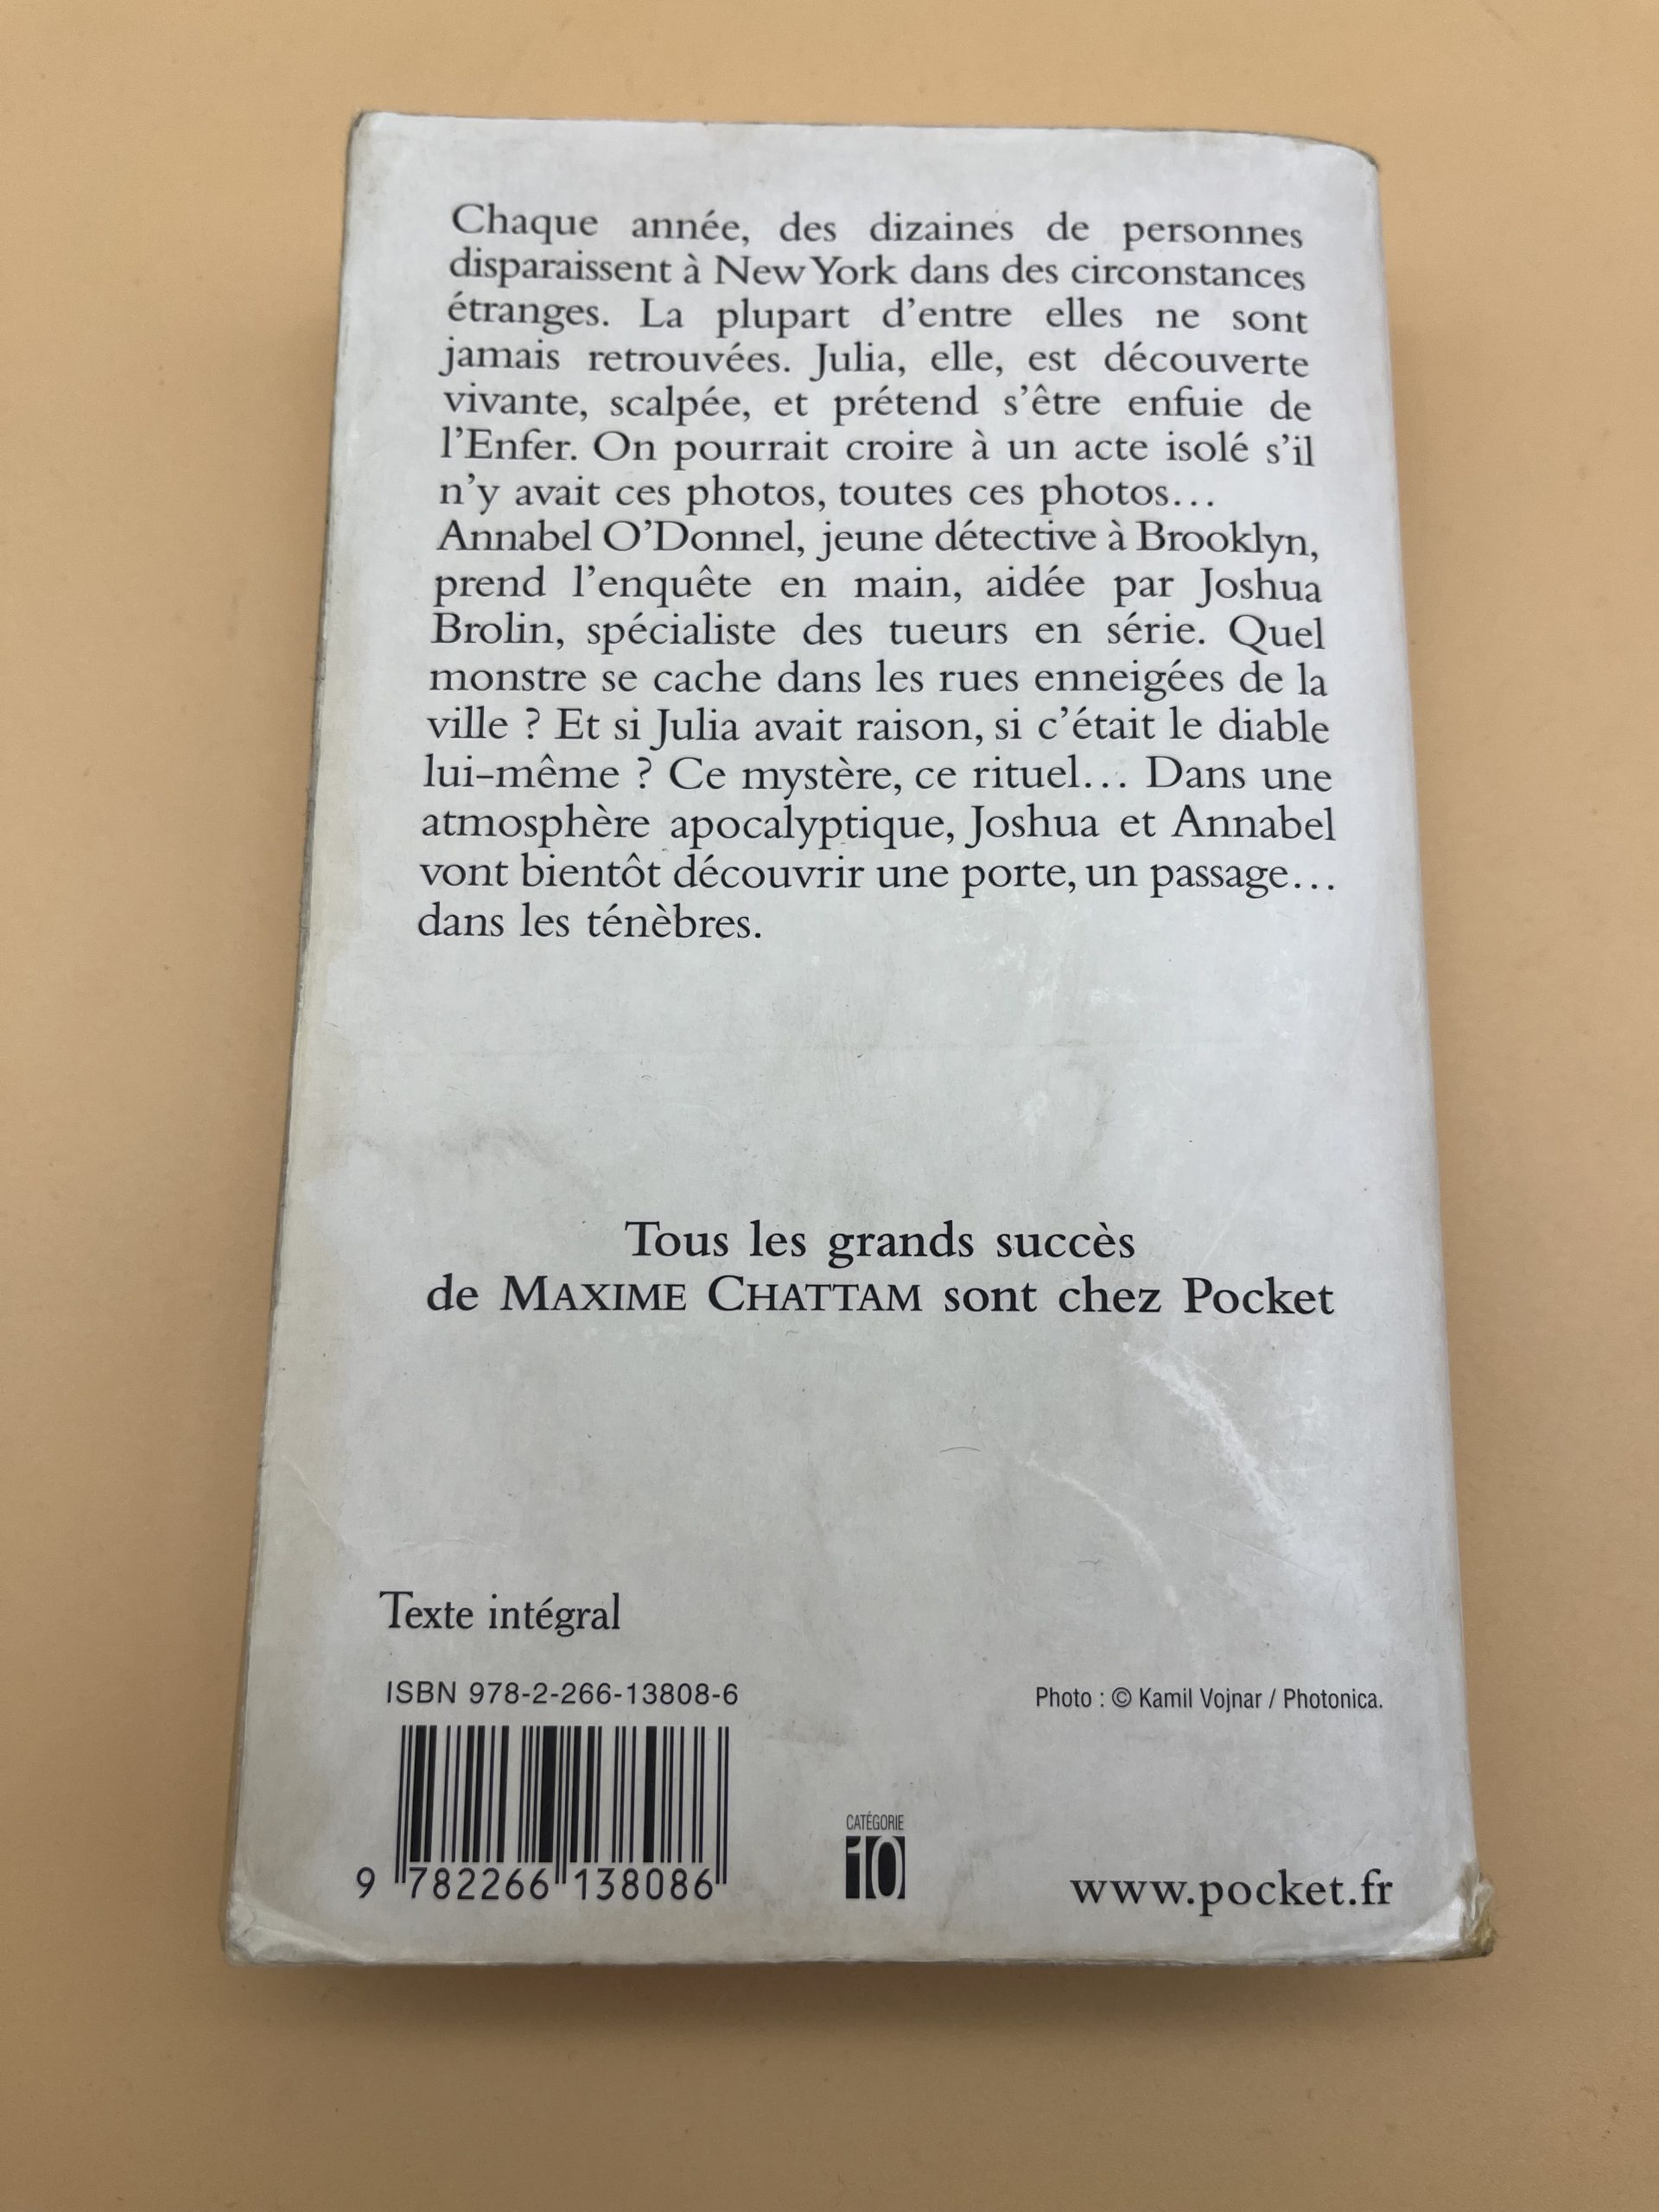 Chaque année, des dizaines de personnes
disparaissent à New York dans des circonstances
étranges. La plupart d'entre elles ne sont
jamais retrouvées. Julia, elle, est découverte
vivante, scalpée, et prétend s'être enfuie de
l'Enfer. On pourrait croire à un acte isolé s'il
n'y avait ces photos, toutes ces photos…
Annabel O'Donnel, jeune détective à Brooklyn,
prend l'enquête en main, aidée par Joshua
Brolin, spécialiste des tueurs en série. Quel
monstre se cache dans les rues enneigées de la
ville ? Et si Julia avait raison, si c'était le diable
lui-même ? Ce mystère, ce rituel… Dans une
atmosphère apocalyptique, Joshua et Annabel
vont bientôt découvrir une porte, un passage…
dans les ténèbres.
Tous les grands succès
de MAXIME CHATTAM sont chez Pocket
Texte intégral
ISBN 978-2-266-13808-6
Photo : © Kamil Vojnar / Photonica.
9 782266 138086
CATÉGORIE
10
www.pocket.fr